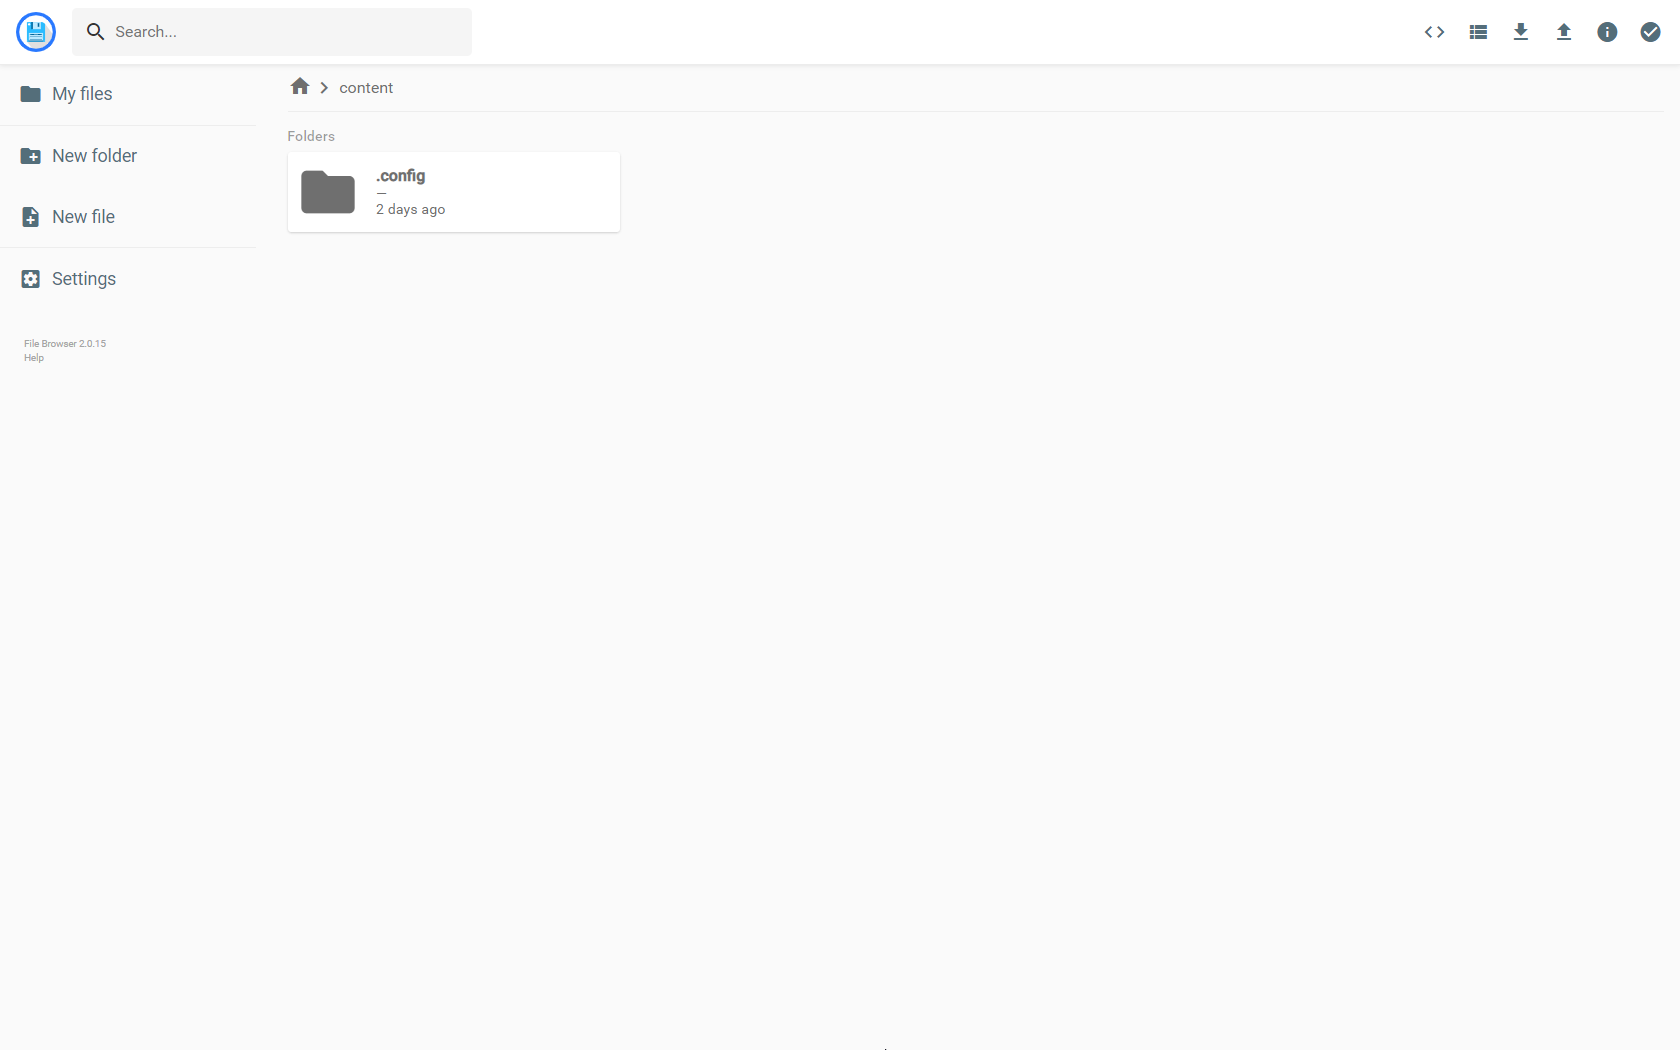 Search...
My files
New folder
New file
Settings
File Browser 2.0.15
Help
content
Folders
.config
—
2 days ago